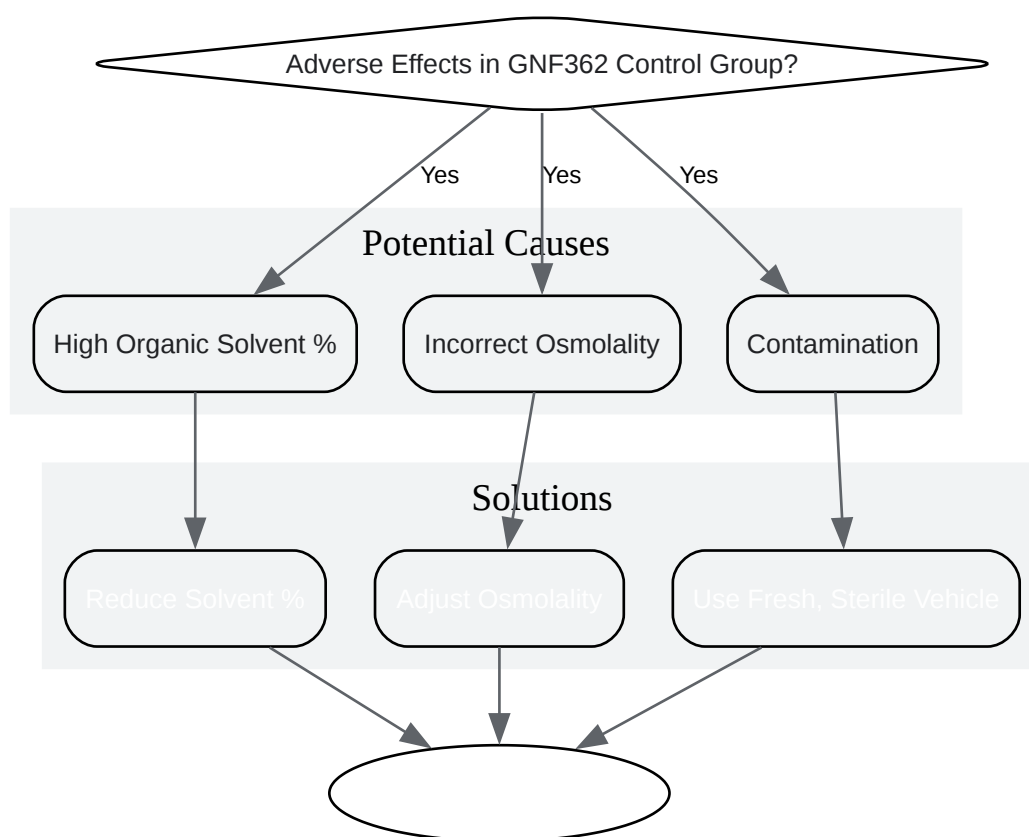 Adverse Effects in GNF362 Control Group?
Yes
Yes
Yes
Potential Causes
High Organic Solvent %
Incorrect Osmolality
Contamination
Solutions
Reduce Solvent %
Adjust Osmolality
Use Fresh, Sterile Vehicle